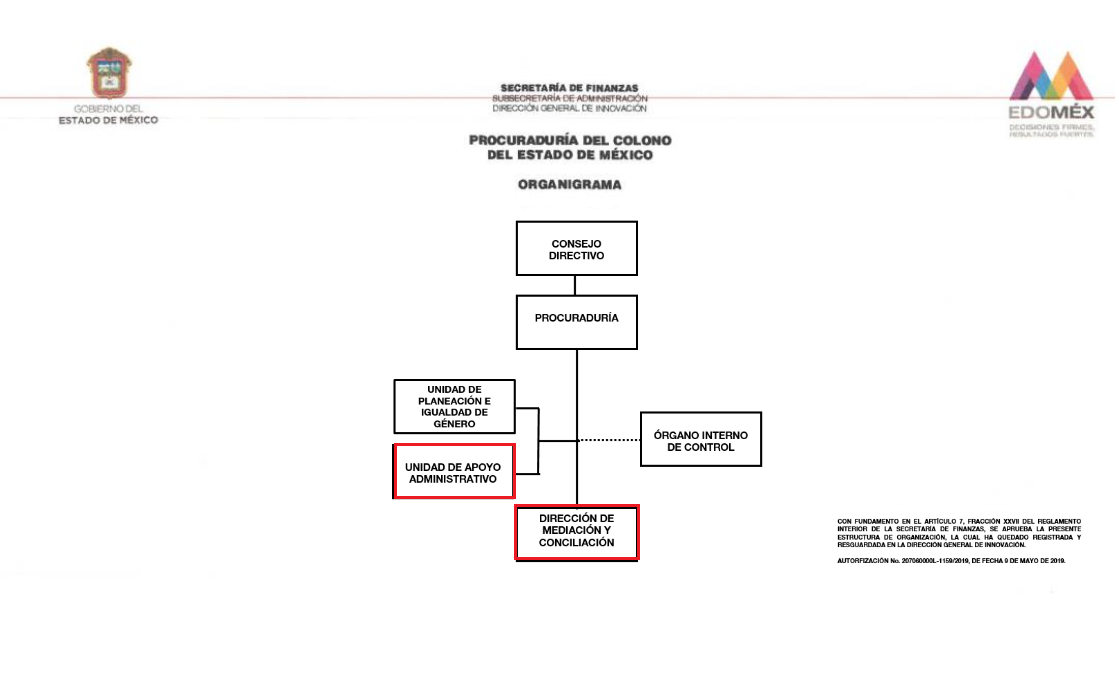 GOBIERNO DEL
ESTADO DE MÉXICO
SECRETARÍA DE FINANZAS
SUBSECRETARÍA DE ADMINISTRACIÓN
DIRECCIÓN GENERAL DE INNOVACIÓN
EDOMÉX
DECISIONES FIRMES,
RESULTADOS FUERTES.
PROCURADURÍA DEL COLONO
DEL ESTADO DE MÉXICO
ORGANIGRAMA
CONSEJO
DIRECTIVO
PROCURADURÍA
UNIDAD DE
PLANEACIÓN E
IGUALDAD DE
GÉNERO
UNIDAD DE APOYO
ADMINISTRATIVO
ÓRGANO INTERNO
DE CONTROL
DIRECCIÓN DE
MEDIACIÓN Y
CONCILIACIÓN
CON FUNDAMENTO EN EL ARTÍCULO 7, FRACCIÓN XXVII DEL REGLAMENTO
INTERIOR DE LA SECRETARÍA DE FINANZAS, SE APRUEBA LA PRESENTE
ESTRUCTURA DE ORGANIZACIÓN, LA CUAL HA QUEDADO REGISTRADA Y
RESGUARDADA EN LA DIRECCIÓN GENERAL DE INNOVACIÓN.
AUTORFIZACIÓN No. 207060000L-1159/2019, DE FECHA 9 DE MAYO DE 2019.